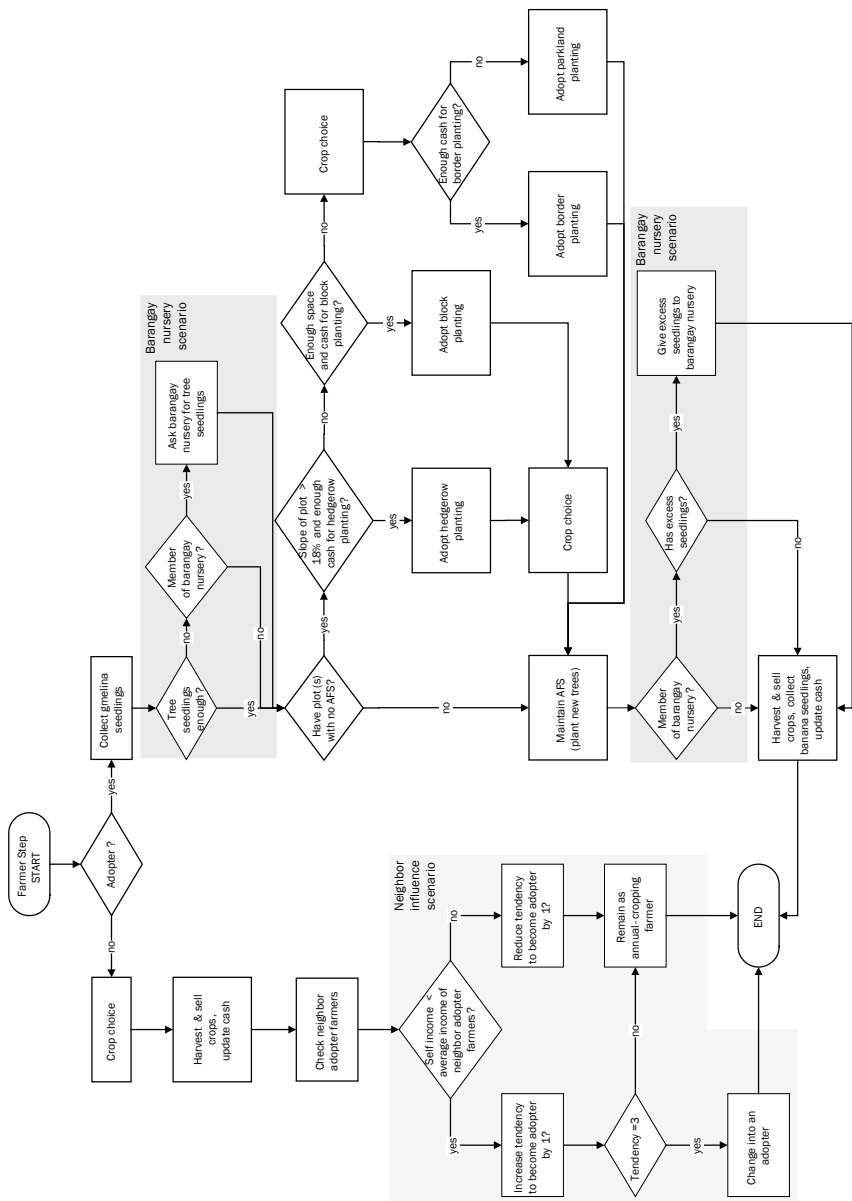 Farmer Step
START
Adopter ?
no
yes
Crop choice
Harvest & sell
crops,
update cash
Check neighbor
adopter farmers
Neighbor
influence
scenario
Self income <
average income of
neighbor adopter
farmers?
yes
no
Increase tendency
to become adopter
by 1?
Reduce tendency
to become adopter
by 1?
Tendency =3
no
Remain as
annual-cropping
farmer
yes
Change into an
adopter
END
Collect gmelina
seedlings
Barangay
nursery
scenario
Tree
seedlings
enough?
no
yes
Member
of barangay
nursery?
yes
no
Ask barangay
nursery for tree
seedlings
Have plot (s)
with no AFS?
yes
no
Slope of plot >
18% and enough
cash for hedgerow
planting?
no
yes
Enough space
and cash for block
planting?
no
yes
Crop choice
Enough cash for
border planting?
yes
no
Adopt hedgerow
planting
Adopt block
planting
Adopt border
planting
Adopt parkland
planting
Crop choice
Maintain AFS
(plant new trees)
Barangay
nursery
scenario
Member
of barangay
nursery?
yes
no
Has excess
seedlings?
yes
no
Give excess
seedlings to
barangay nursery
Harvest & sell
crops, collect
banana seedlings,
update cash